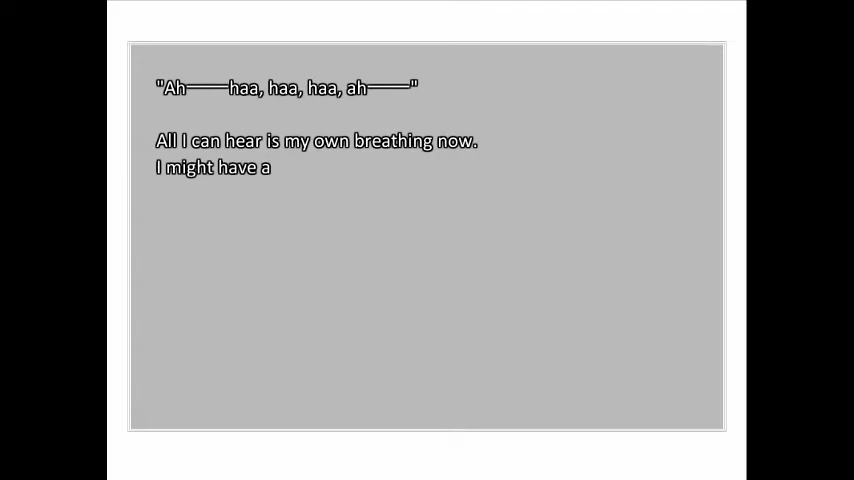 "Ah───haa, haa, haa, ah───"
All I can hear is my own breathing now.
I might have a